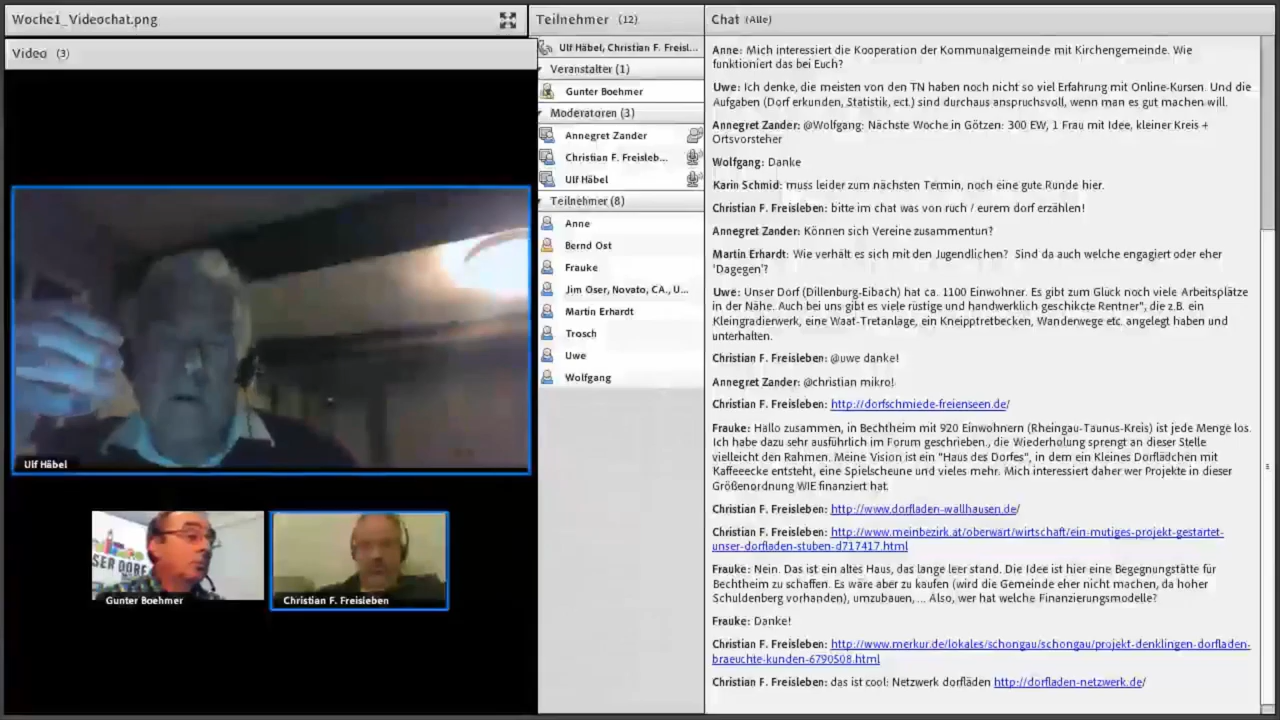 Woche1_Videochat.png
Video (3)
Ulf Häbel
SER DORF
Gunter Boehmer
Christian F. Freisleben
Teilnehmer (12)
Ulf Häbel, Christian F. Freisl...
Veranstalter (1)
Gunter Boehmer
Moderatoren (3)
Annegret Zander
Christian F. Freisleb...
Ulf Häbel
Teilnehmer (8)
Anne
Bernd Ost
Frauke
Jim Oser, Novato, CA., U...
Martin Erhardt
Trosch
Uwe
Wolfgang
Chat (Alle)
Anne: Mich interessiert die Kooperation der Kommunalgemeinde mit Kirchengemeinde. Wie
funktioniert das bei Euch?
Uwe: Ich denke, die meisten von den TN haben noch nicht so viel Erfahrung mit Online-Kursen. Und die
Aufgaben (Dorf erkunden, Statistik, ect.) sind durchaus anspruchsvoll, wenn man es gut machen will.
Annegret Zander: @Wolfgang: Nächste Woche in Götzen: 300 EW, 1 Frau mit Idee, kleiner Kreis +
Ortsvorsteher
Wolfgang: Danke
Karin Schmid: muss leider zum nächsten Termin, noch eine gute Runde hier.
Christian F. Freisleben: bitte im chat was von ruch / eurem dorf erzählen!
Annegret Zander: Können sich Vereine zusammentun?
Martin Erhardt: Wie verhält es sich mit den Jugendlichen? Sind da auch welche engagiert oder eher
'Dagegen'?
Uwe: Unser Dorf (Dillenburg-Eibach) hat ca. 1100 Einwohner. Es gibt zum Glück noch viele Arbeitsplätze
in der Nähe. Auch bei uns gibt es viele rüstige und handwerklich geschikcte Rentner", die z.B. ein
Kleingradierwerk, eine Waat-Tretanlage, ein Kneipptretbecken, Wanderwege etc. angelegt haben und
unterhalten.
Christian F. Freisleben: @uwe danke!
Annegret Zander: @christian mikro!
Christian F. Freisleben: http://dorfschmiede-freienseen.de/
Frauke: Hallo zusammen, in Bechtheim mit 920 Einwohnern (Rheingau-Taunus-Kreis) ist jede Menge los.
Ich habe dazu sehr ausführlich im Forum geschrieben., die Wiederholung sprengt an dieser Stelle
vielleicht den Rahmen. Meine Vision ist ein "Haus des Dorfes", in dem ein Kleines Dorflädchen mit
Kaffeeecke entsteht, eine Spielscheune und vieles mehr. Mich interessiert daher wer Projekte in dieser
Größenordnung WIE finanziert hat.
Christian F. Freisleben: http://www.dorfladen-wallhausen.de/
Christian F. Freisleben: http://www.meinbezirk.at/oberwart/wirtschaft/ein-mutiges-projekt-gestartet-
unser-dorfladen-stuben-d717417.html
Frauke: Nein. Das ist ein altes Haus, das lange leer stand. Die Idee ist hier eine Begegnungstätte für
Bechtheim zu schaffen. Es wäre aber zu kaufen (wird die Gemeinde eher nicht machen, da hoher
Schuldenberg vorhanden), umzubauen,... Also, wer hat welche Finanzierungsmodelle?
Frauke: Danke!
Christian F. Freisleben: http://www.merkur.de/lokales/schongau/schongau/projekt-denklingen-dorfladen-
braeuchte-kunden-6790508.html
Christian F. Freisleben: das ist cool: Netzwerk dorfläden http://dorfladen-netzwerk.de/